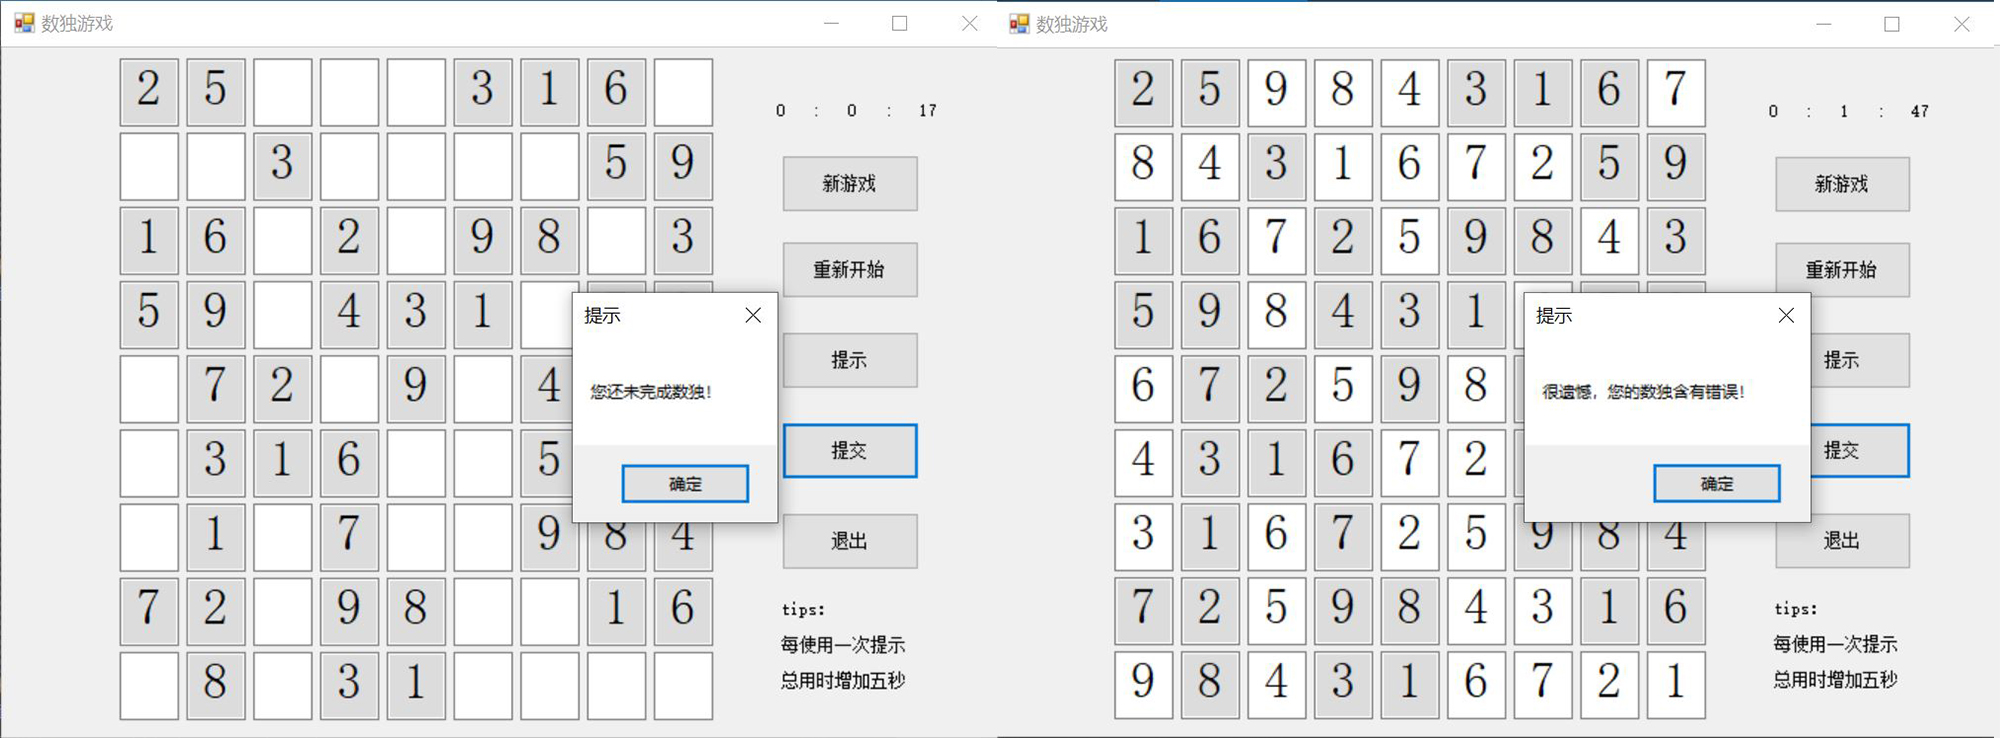 数独游戏
2 5 3 1 6
3 5 9
1 6 2 9 8 3
5 9 4 3 1
7 2 9 4
3 1 6 5
1 7 9 8 4
7 2 9 8 1 6
8 3 1
0 : 0 : 17
新游戏
重新开始
提示
提交
退出
tips:
每使用一次提示
总用时增加五秒
提示
您还未完成数独!
确定
数独游戏
2 5 9 8 4 3 1 6 7
8 4 3 1 6 7 2 5 9
1 6 7 2 5 9 8 4 3
5 9 8 4 3 1
6 7 2 5 9 8
4 3 1 6 7 2
3 1 6 7 2 5 9 8 4
7 2 5 9 8 4 3 1 6
9 8 4 3 1 6 7 2 1
0 : 1 : 47
新游戏
重新开始
提示
提交
退出
tips:
每使用一次提示
总用时增加五秒
提示
很遗憾，您的数独含有错误!
确定